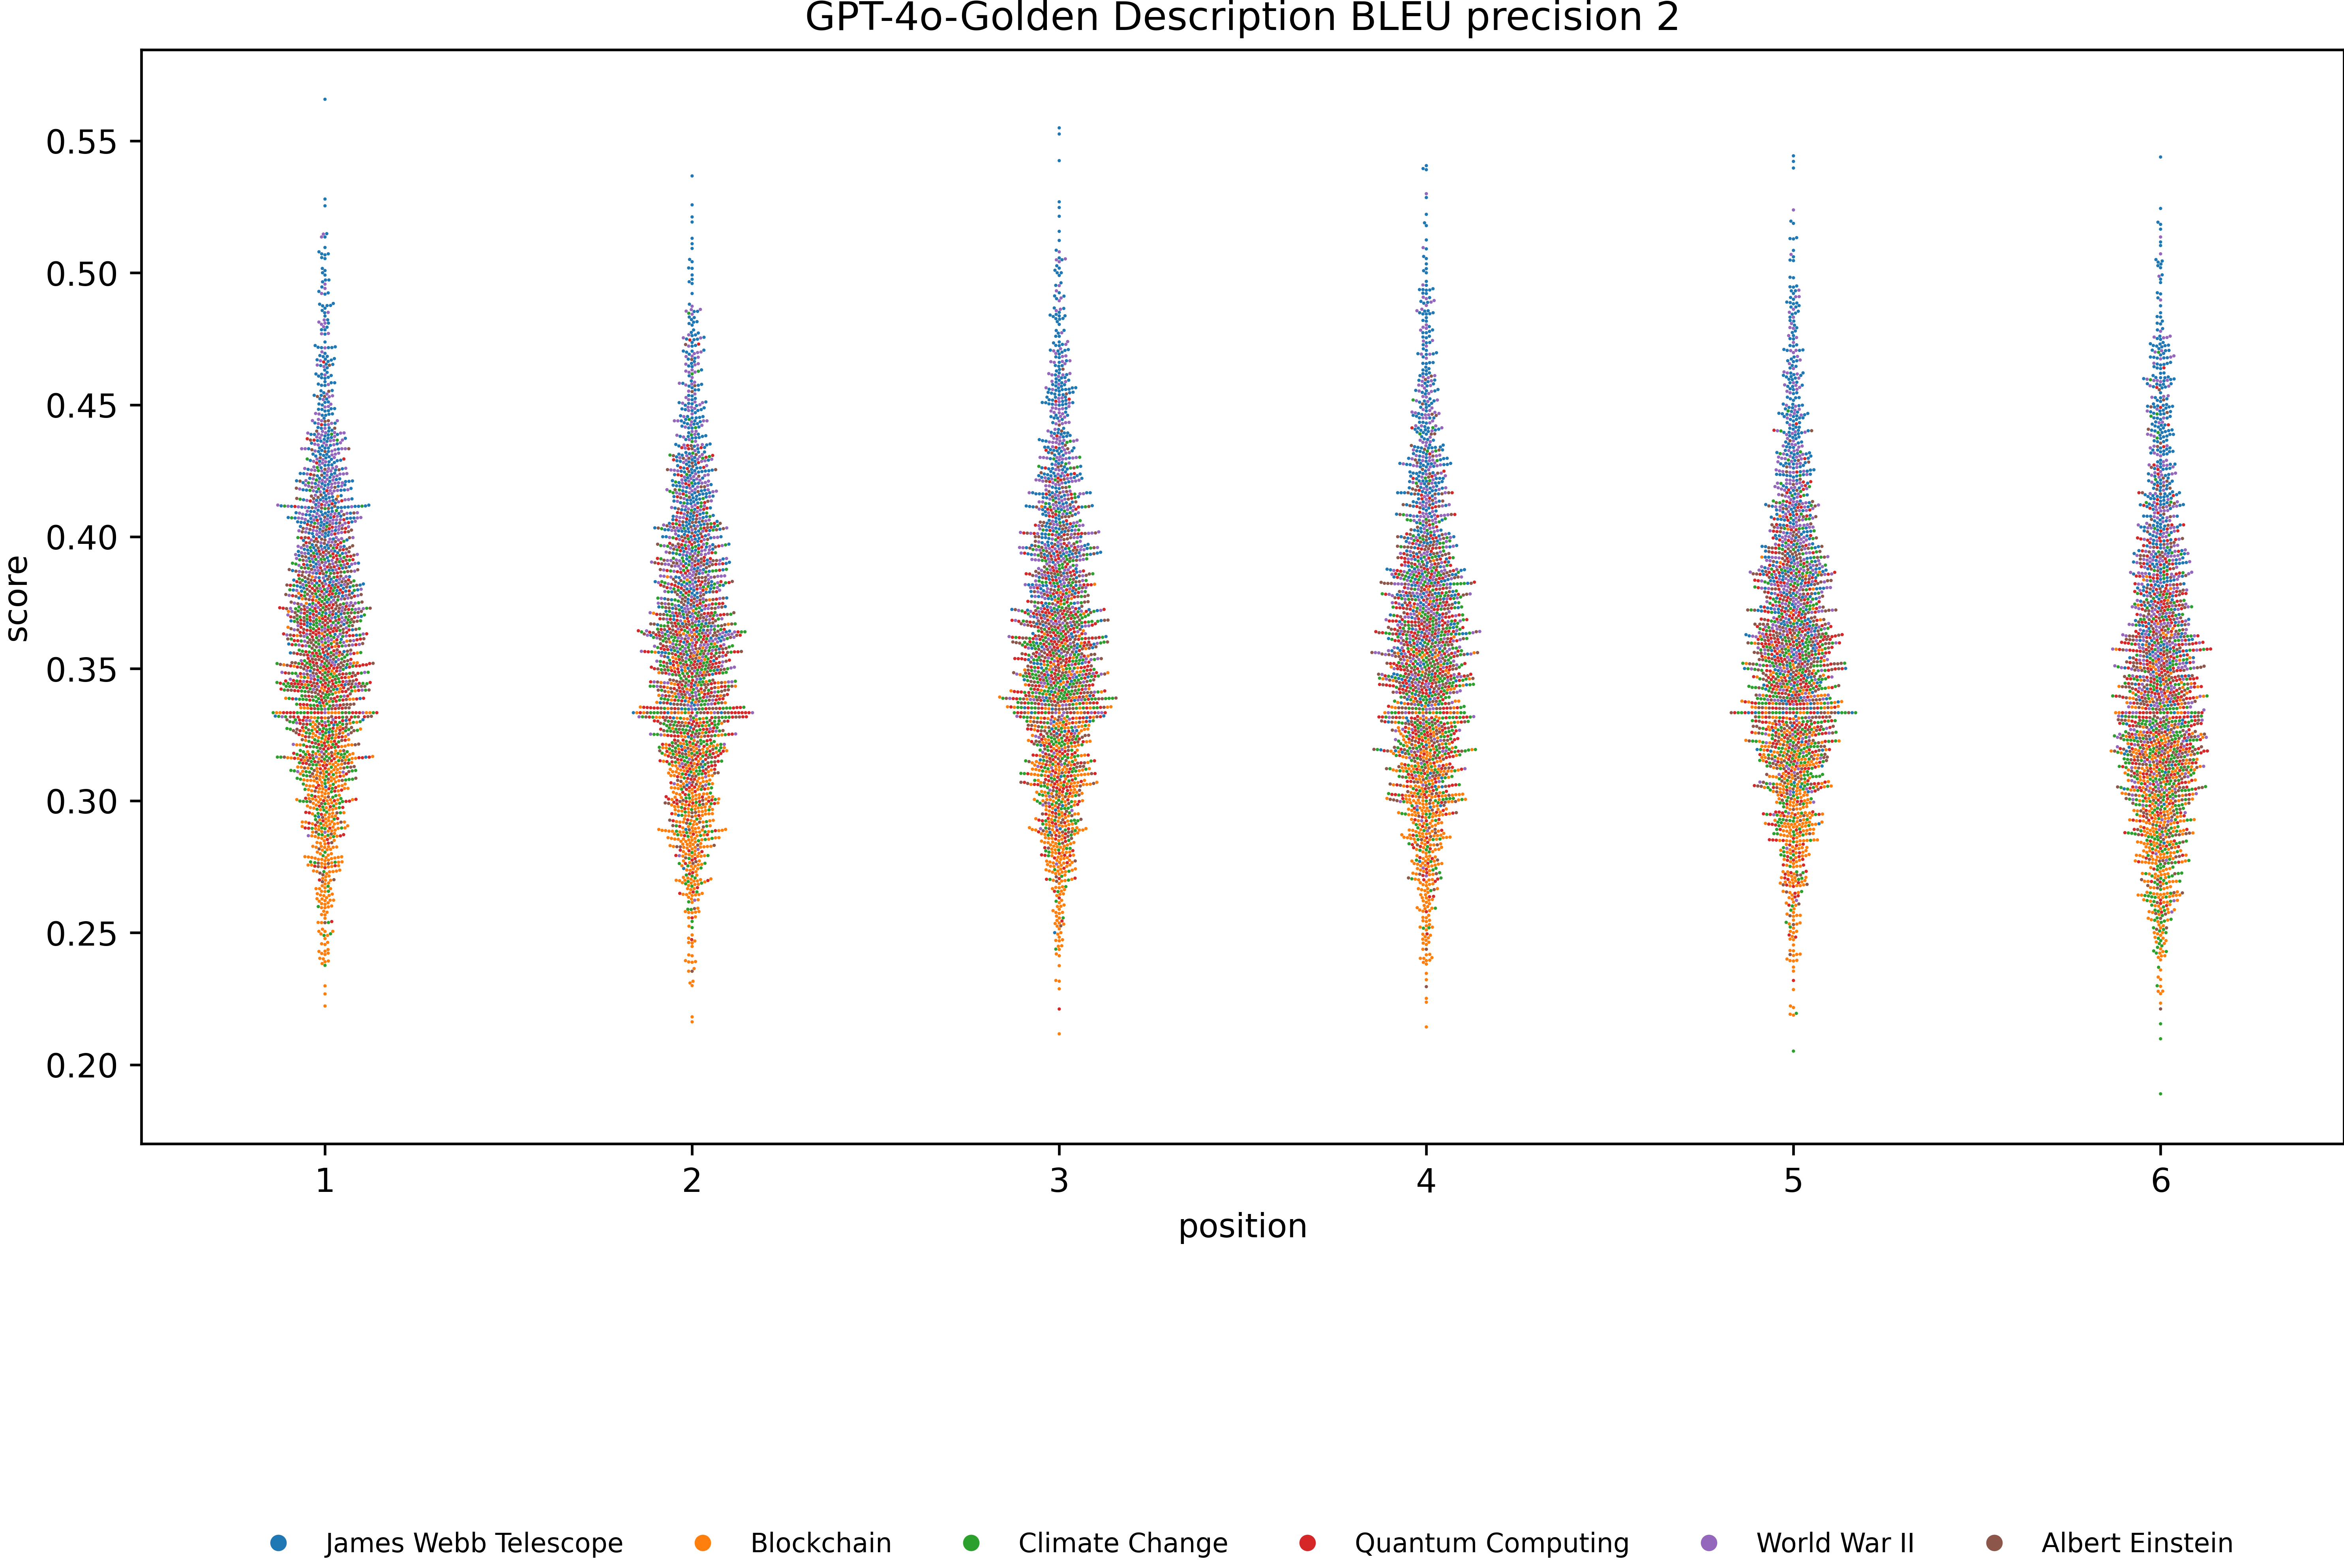 GPT-4o-Golden Description BLEU precision 2
score
0.55
0.50
0.45
0.40
0.35
0.30
0.25
0.20
1 2 3 4 5 6
position
James Webb Telescope Blockchain Climate Change Quantum Computing World War II Albert Einstein